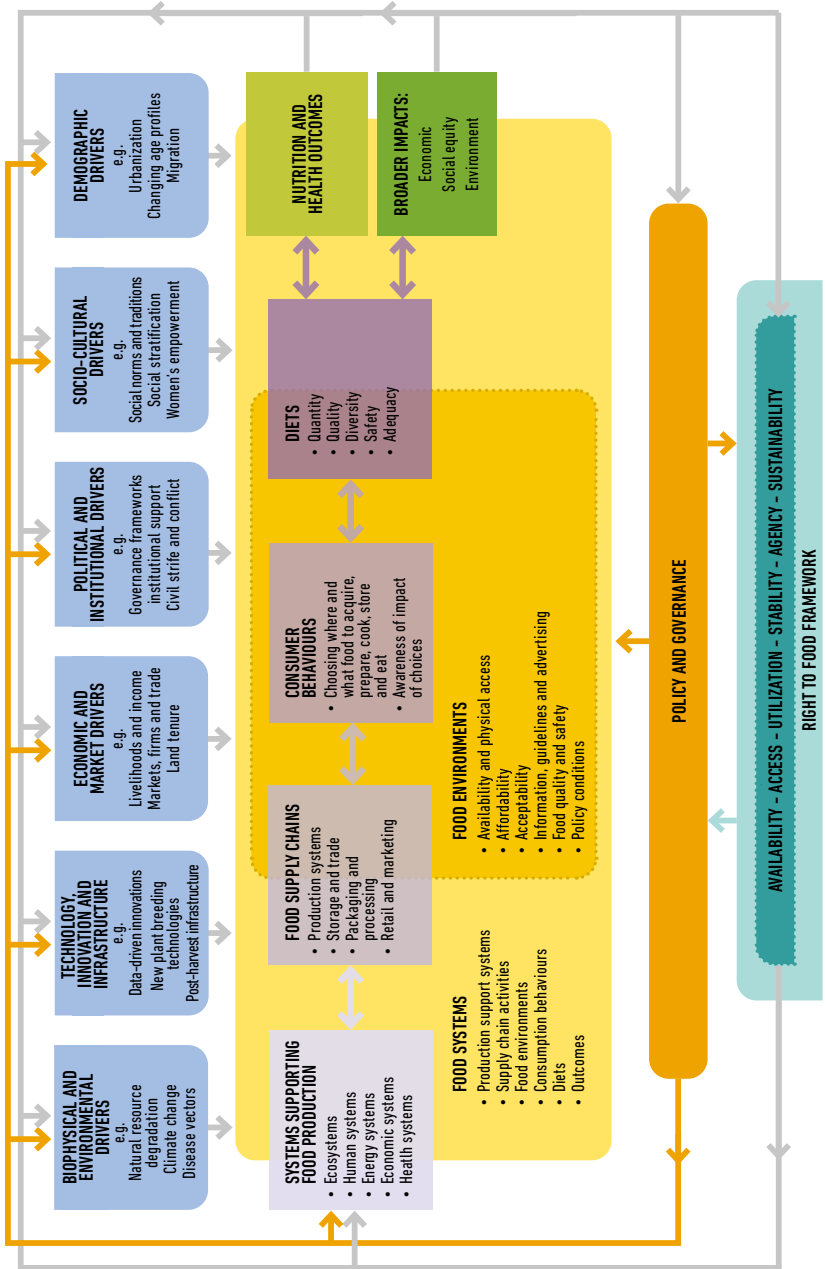 BIOPHYSICAL AND
ENVIRONMENTAL
DRIVERS
e.g.
Natural resource
degradation
Climate change
Disease vectors
TECHNOLOGY,
INNOVATION AND
INFRASTRUCTURE
e.g.
Data-driven innovations
New plant breeding
technologies
Post-harvest infrastructure
ECONOMIC AND
MARKET DRIVERS
e.g.
Livelihoods and income
Markets, firms and trade
Land tenure
POLITICAL AND
INSTITUTIONAL DRIVERS
e.g.
Governance frameworks
institutional support
Civil strife and conflict
SOCIO-CULTURAL
DRIVERS
e.g.
Social norms and traditions
Social stratification
Women's empowerment
DEMOGRAPHIC
DRIVERS
e.g.
Urbanization
Changing age profiles
Migration
SYSTEMS SUPPORTING
FOOD PRODUCTION
• Ecosystems
• Human systems
• Energy systems
• Economic systems
• Health systems
FOOD SUPPLY CHAINS
• Production systems
• Storage and trade
• Packaging and
processing
• Retail and marketing
CONSUMER
BEHAVIOURS
• Choosing where and
what food to acquire,
prepare, cook, store
and eat
• Awareness of impact
of choices
DIETS
• Quantity
• Quality
• Diversity
• Safety
• Adequacy
NUTRITION AND
HEALTH OUTCOMES
BROADER IMPACTS:
Economic
Social equity
Environment
FOOD SYSTEMS
• Production support systems
• Supply chain activities
• Food environments
• Consumption behaviours
• Diets
• Outcomes
FOOD ENVIRONMENTS
• Availability and physical access
• Affordability
• Acceptability
• Information, guidelines and advertising
• Food quality and safety
• Policy conditions
POLICY AND GOVERNANCE
AVAILABILITY – ACCESS – UTILIZATION – STABILITY – AGENCY – SUSTAINABILITY
RIGHT TO FOOD FRAMEWORK